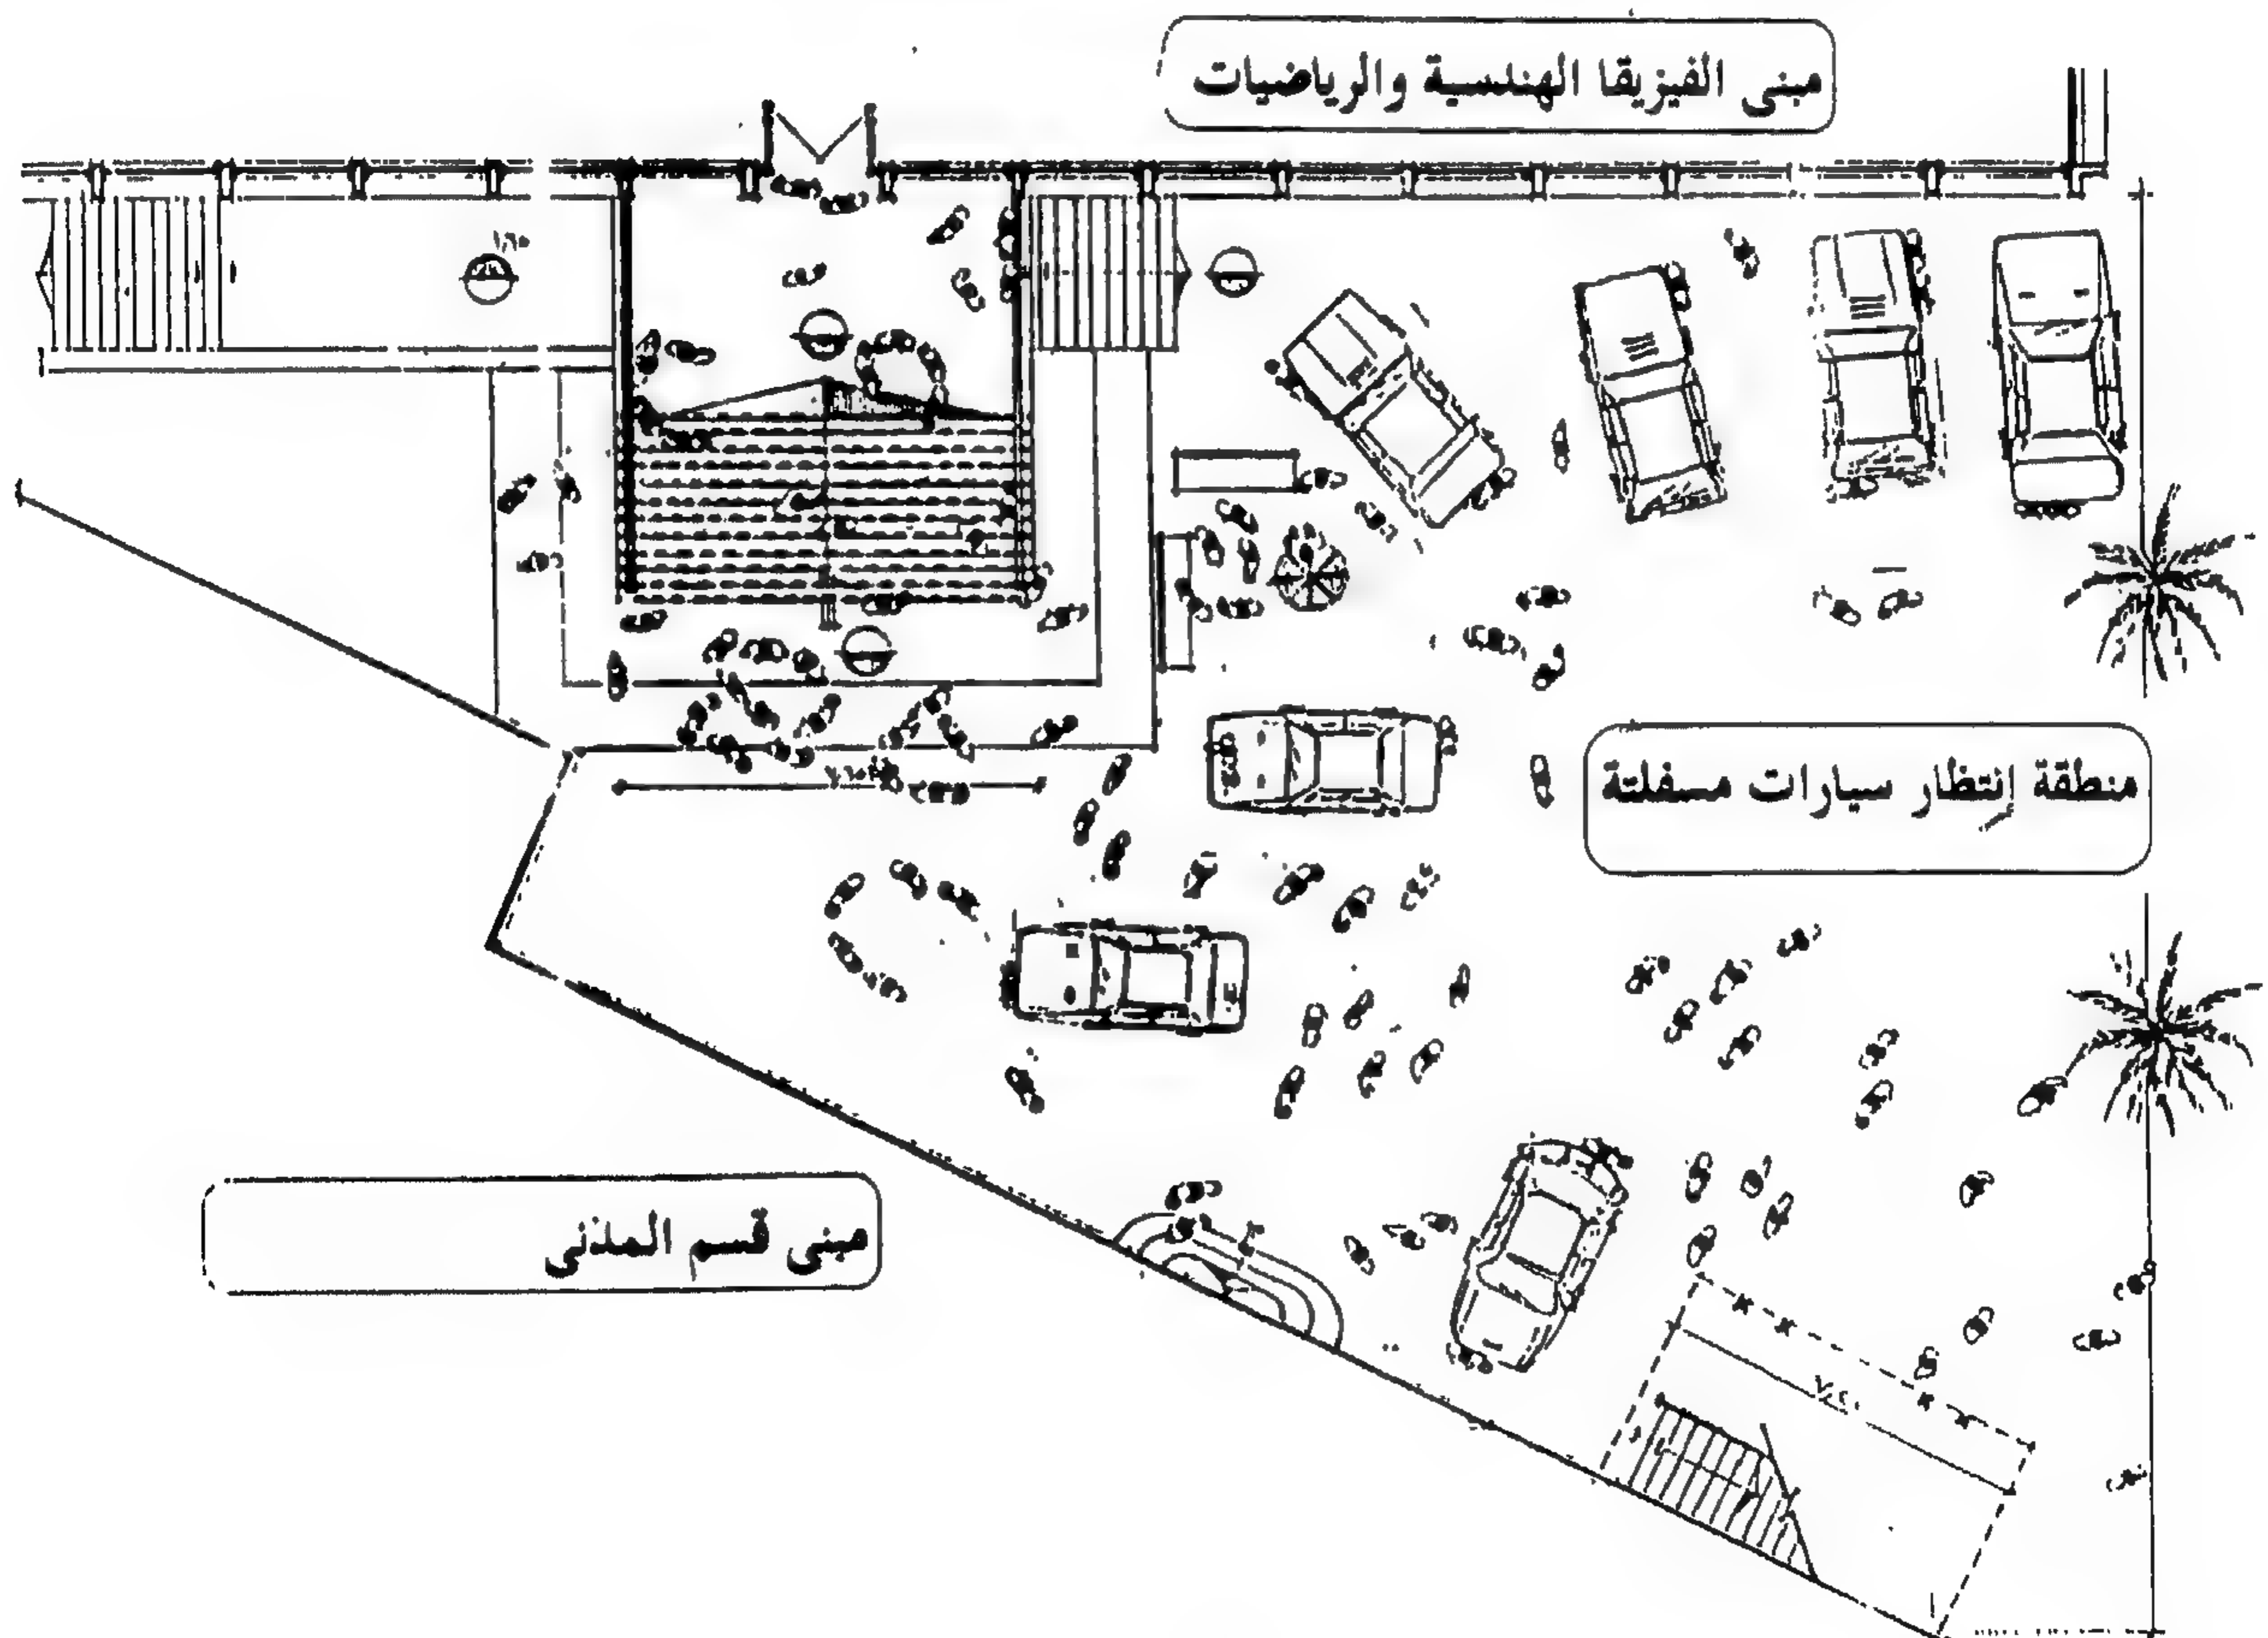 مبنى الفيزيقا الهندسية والرياضيات
منطقة إنتظار سيارات مسفلتة
مبنى قسم المدنى